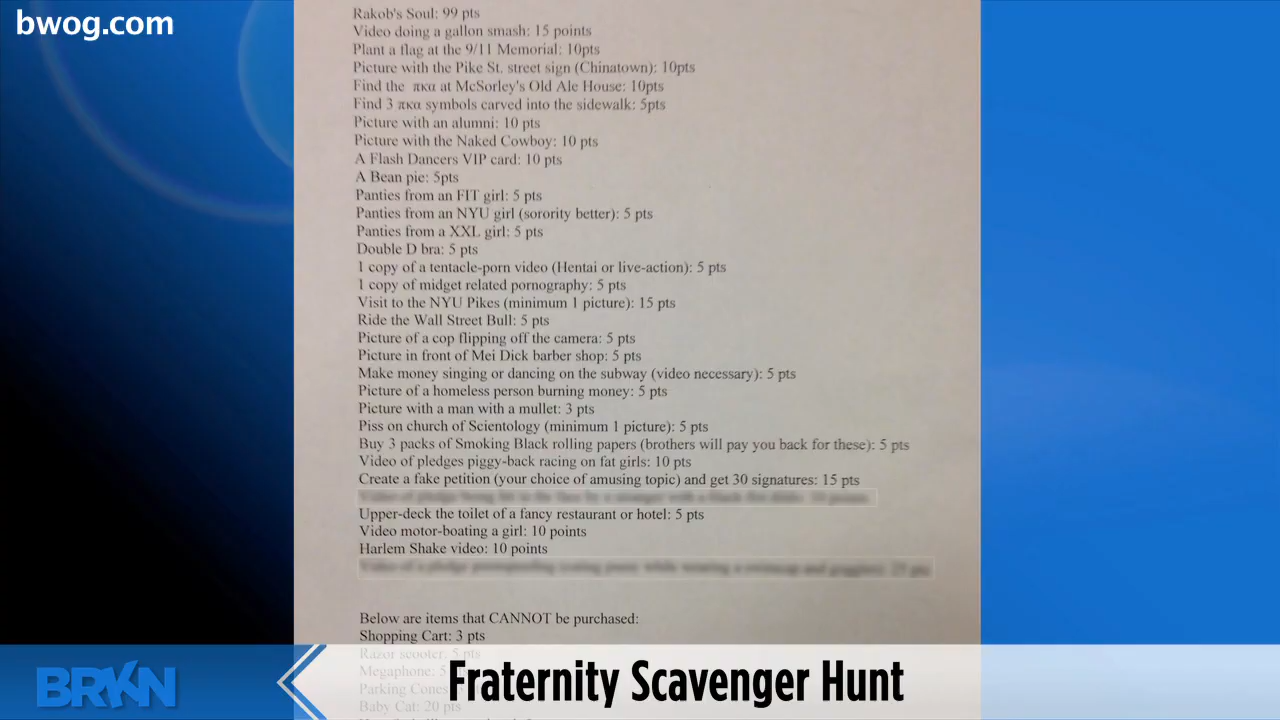 bwog.com
Rakob's Soul: 99 pts
Video doing a gallon smash: 15 points
Plant a flag at the 9/11 Memorial: 10pts
Picture with the Pike St. street sign (Chinatown): 10pts
Find the πκα at McSorley's Old Ale House: 10pts
Find 3 πκα symbols carved into the sidewalk: 5pts
Picture with an alumni: 10 pts
Picture with the Naked Cowboy: 10 pts
A Flash Dancers VIP card: 10 pts
A Bean pie: 5pts
Panties from an FIT girl: 5 pts
Panties from an NYU girl (sorority better): 5 pts
Panties from a XXL girl: 5 pts
Double D bra: 5 pts
1 copy of a tentacle-porn video (Hentai or live-action): 5 pts
1 copy of midget related pornography: 5 pts
Visit to the NYU Pikes (minimum 1 picture): 15 pts
Ride the Wall Street Bull: 5 pts
Picture of a cop flipping off the camera: 5 pts
Picture in front of Mei Dick barber shop: 5 pts
Make money singing or dancing on the subway (video necessary): 5 pts
Picture of a homeless person burning money: 5 pts
Picture with a man with a mullet: 3 pts
Piss on church of Scientology (minimum 1 picture): 5 pts
Buy 3 packs of Smoking Black rolling papers (brothers will pay you back for these): 5 pts
Video of pledges piggy-back racing on fat girls: 10 pts
Create a fake petition (your choice of amusing topic) and get 30 signatures: 15 pts
Upper-deck the toilet of a fancy restaurant or hotel: 5 pts
Video motor-boating a girl: 10 points
Harlem Shake video: 10 points
Below are items that CANNOT be purchased:
Shopping Cart: 3 pts
Razor scooter: 5 pts
Megaphone: 5
Parking Cones
Baby Cat: 20 pts
BRKN
Fraternity Scavenger Hunt